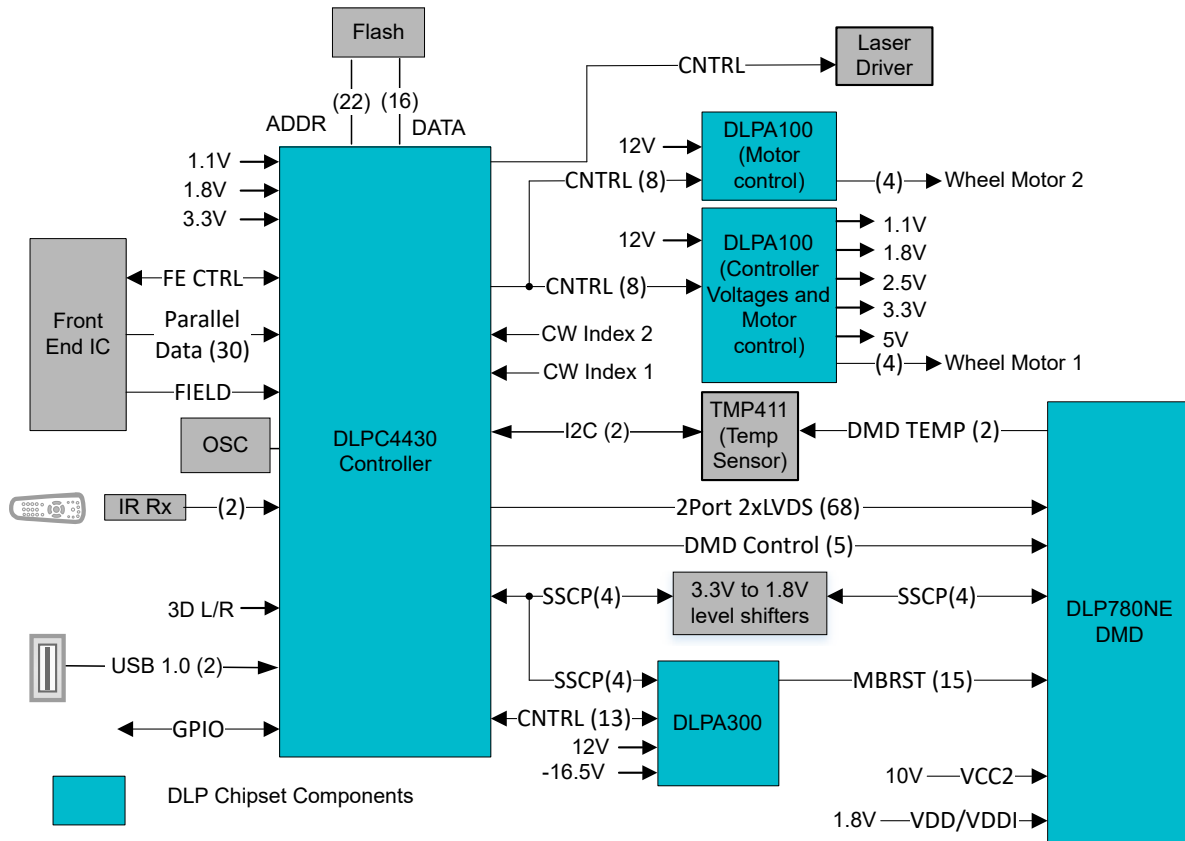 Flash
(22) (16)
ADDR
DATA
CNTRL
Laser
Driver
1.1V
1.8V
3.3V
12V
DLPA100
(Motor
control)
CNTRL (8)
(4)
Wheel Motor 2
12V
DLPA100
(Controller
Voltages and
Motor
control)
1.1V
1.8V
2.5V
3.3V
5V
(4)
Wheel Motor 1
CNTRL (8)
Front
End IC
FE CTRL
Parallel
Data (30)
FIELD
CW Index 2
CW Index 1
DLPC4430
Controller
OSC
I2C (2)
TMP411
(Temp
Sensor)
DMD TEMP (2)
IR Rx
(2)
2Port 2xLVDS (68)
DMD Control (5)
3D L/R
SSCP(4)
3.3V to 1.8V
level shifters
SSCP(4)
DLP780NE
DMD
USB 1.0 (2)
SSCP(4)
DLPA300
MBRST (15)
GPIO
CNTRL (13)
12V
-16.5V
10V
VCC2
1.8V
VDD/VDDI
DLP Chipset Components